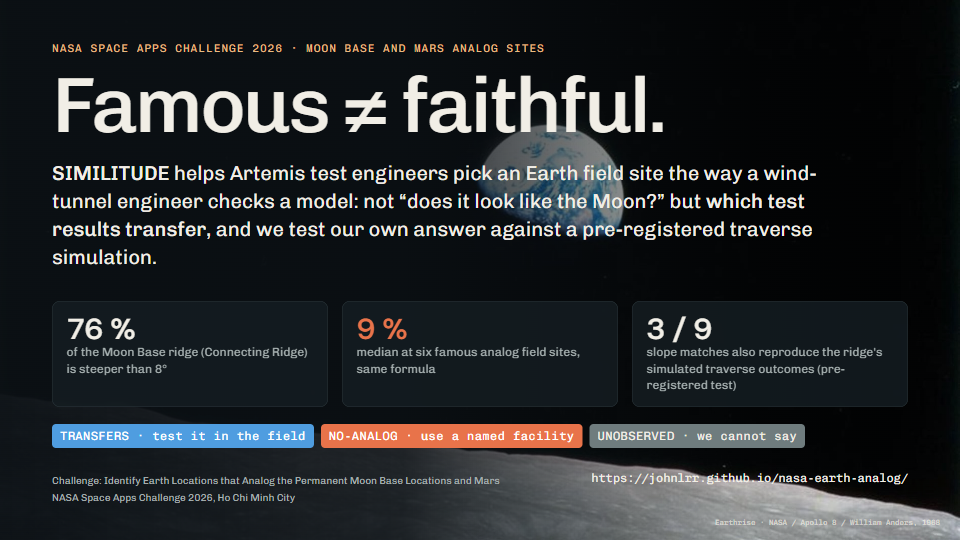 NASA SPACE APPS CHALLENGE 2026 · MOON BASE AND MARS ANALOG SITES
Famous ≠ faithful.
SIMILITUDE helps Artemis test engineers pick an Earth field site the way a wind-
tunnel engineer checks a model: not “does it look like the Moon?” but which test
results transfer, and we test our own answer against a pre-registered traverse
simulation.
76 %
of the Moon Base ridge (Connecting Ridge)
is steeper than 8°
9 %
median at six famous analog field sites,
same formula
3 / 9
slope matches also reproduce the ridge's
simulated traverse outcomes (pre-
registered test)
TRANSFERS · test it in the field
NO-ANALOG · use a named facility
UNOBSERVED · we cannot say
Challenge: Identify Earth Locations that Analog the Permanent Moon Base Locations and Mars
NASA Space Apps Challenge 2026, Ho Chi Minh City
https://johnlrr.github.io/nasa-earth-analog/
Earthrise · NASA / Apollo 8 / William Anders, 1968